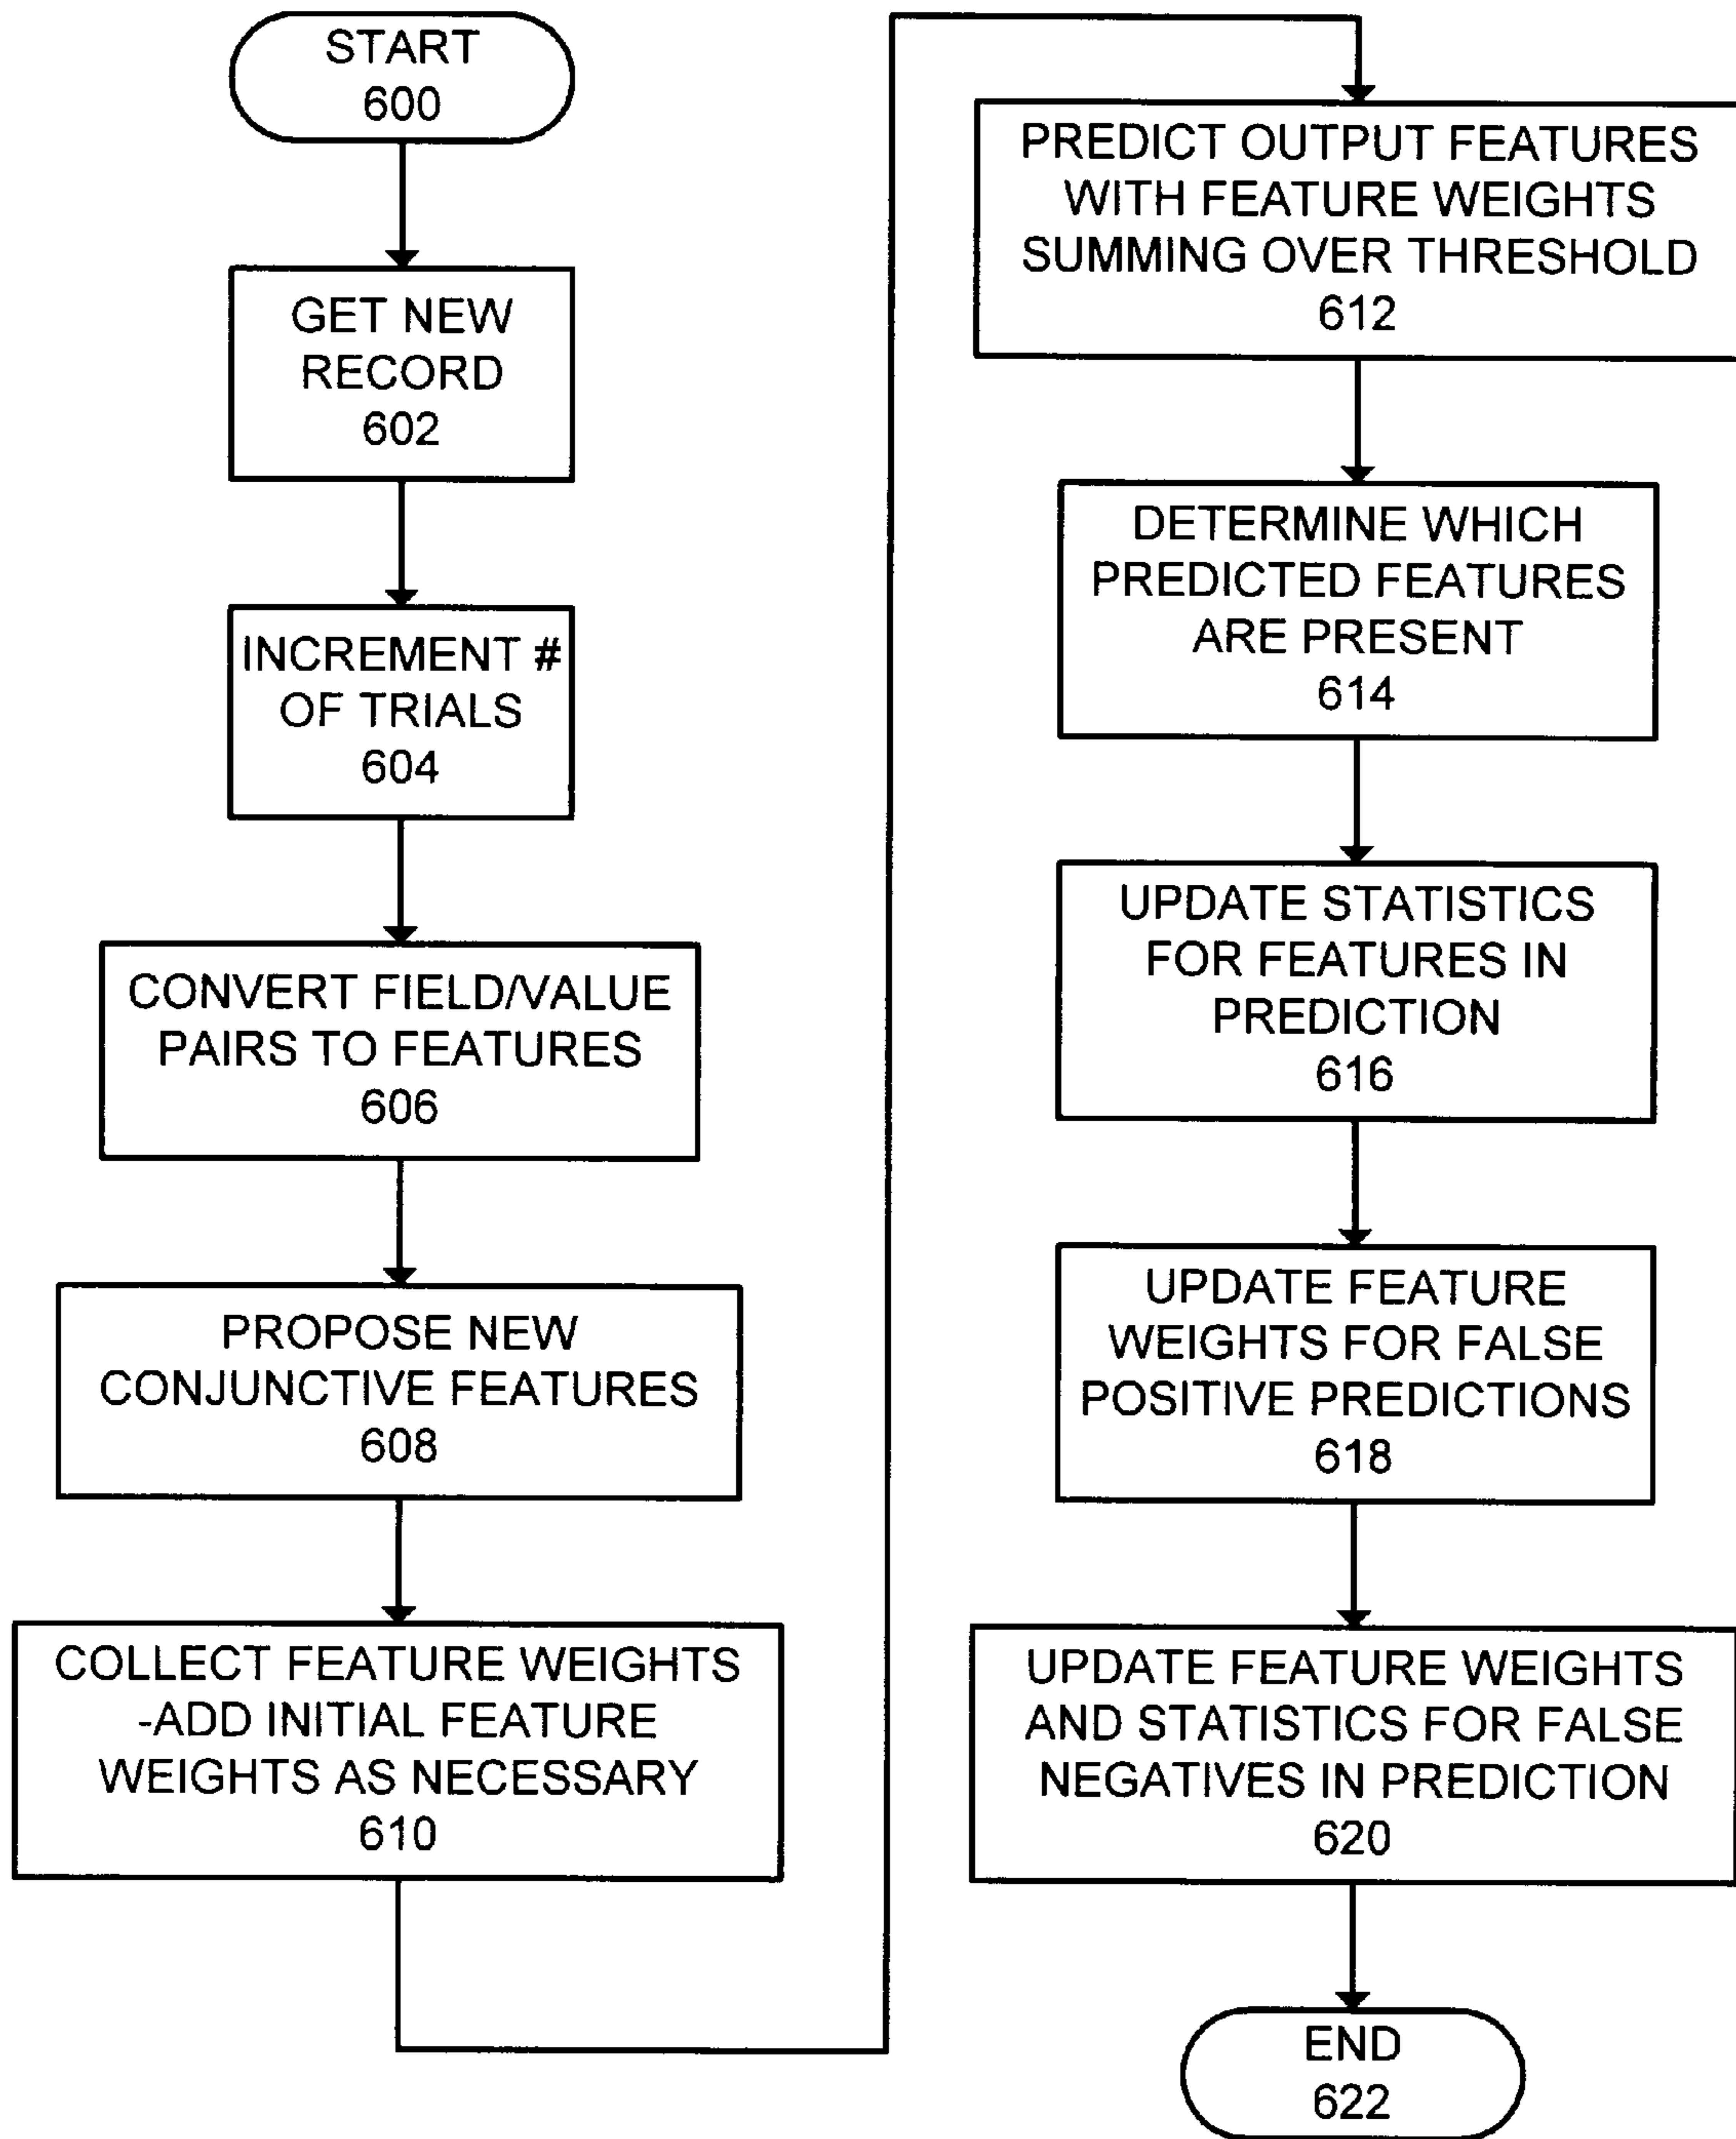 START
600
GET NEW
RECORD
602
INCREMENT #
OF TRIALS
604
CONVERT FIELD/VALUE
PAIRS TO FEATURES
606
PROPOSE NEW
CONJUNCTIVE FEATURES
608
COLLECT FEATURE WEIGHTS
-ADD INITIAL FEATURE
WEIGHTS AS NECESSARY
610
PREDICT OUTPUT FEATURES
WITH FEATURE WEIGHTS
SUMMING OVER THRESHOLD
612
DETERMINE WHICH
PREDICTED FEATURES
ARE PRESENT
614
UPDATE STATISTICS
FOR FEATURES IN
PREDICTION
616
UPDATE FEATURE
WEIGHTS FOR FALSE
POSITIVE PREDICTIONS
618
UPDATE FEATURE WEIGHTS
AND STATISTICS FOR FALSE
NEGATIVES IN PREDICTION
620
END
622